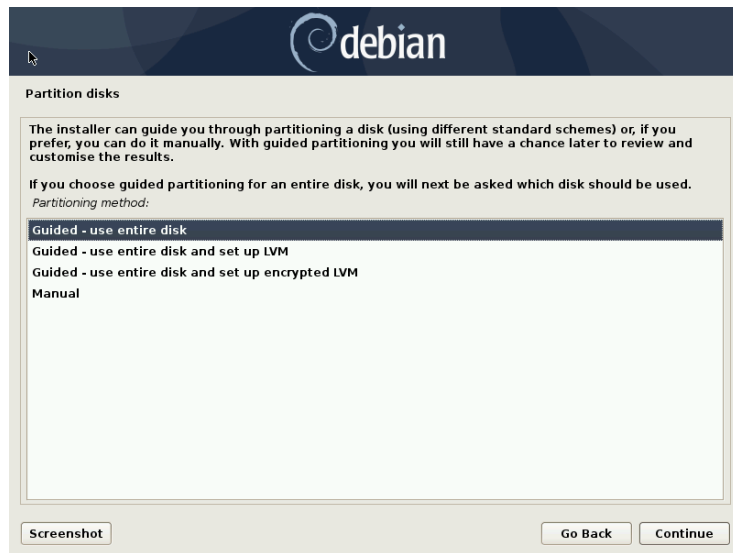 debian
Partition disks
The installer can guide you through partitioning a disk (using different standard schemes) or, if you
prefer, you can do it manually. With guided partitioning you will still have a chance later to review and
customise the results.
If you choose guided partitioning for an entire disk, you will next be asked which disk should be used.
Partitioning method:
Guided - use entire disk
Guided - use entire disk and set up LVM
Guided - use entire disk and set up encrypted LVM
Manual
Screenshot
Go Back
Continue